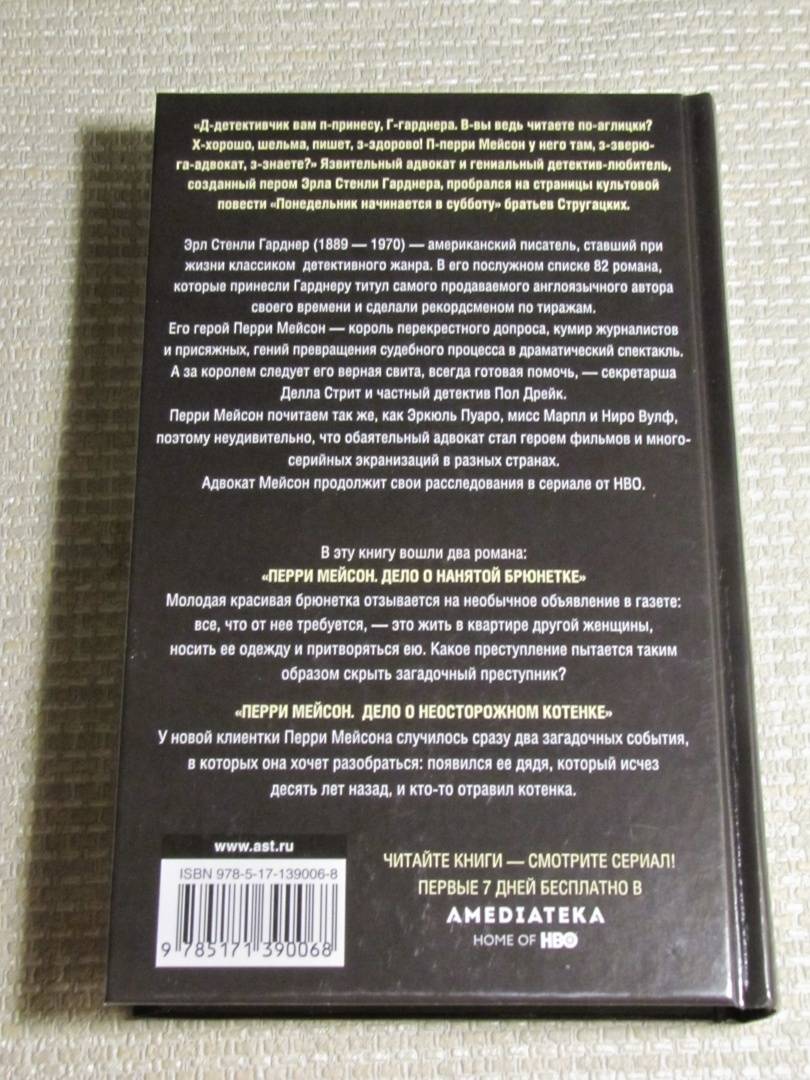 «Д-детективчик вам п-принесу, Г-гарднера. В-вы ведь читаете по-аглицки?
Х-хорошо, шельма, пишет, з-здорово! П-перри Мейсон у него там, з-зверю-
га-адвокат, з-знаете?» Язвительный адвокат и гениальный детектив-любитель,
созданный пером Эрла Стенли Гарднера, пробрался на страницы культовой
повести «Понедельник начинается в субботу» братьев Стругацких.
Эрл Стенли Гарднер (1889 — 1970) — американский писатель, ставший при
жизни классиком детективного жанра. В его послужном списке 82 романа,
которые принесли Гарднеру титул самого продаваемого англоязычного автора
своего времени и сделали рекордсменом по тиражам.
Его герой Перри Мейсон — король перекрестного допроса, кумир журналистов
и присяжных, гений превращения судебного процесса в драматический спектакль.
А за королем следует его верная свита, всегда готовая помочь, — секретарша
Делла Стрит и частный детектив Пол Дрейк.
Перри Мейсон почитаем так же, как Эркюль Пуаро, мисс Марпл и Ниро Вулф,
поэтому неудивительно, что обаятельный адвокат стал героем фильмов и много-
серийных экранизаций в разных странах.
Адвокат Мейсон продолжит свои расследования в сериале от HBO.
В эту книгу вошли два романа:
«ПЕРРИ МЕЙСОН. ДЕЛО О НАНЯТОЙ БРЮНЕТКЕ»
Молодая красивая брюнетка отзывается на необычное объявление в газете:
все, что от нее требуется, — это жить в квартире другой женщины,
носить ее одежду и притворяться ею. Какое преступление пытается таким
образом скрыть загадочный преступник?
«ПЕРРИ МЕЙСОН. ДЕЛО О НЕОСТОРОЖНОМ КОТЕНКЕ»
У новой клиентки Перри Мейсона случилось сразу два загадочных события,
в которых она хочет разобраться: появился ее дядя, который исчез
десять лет назад, и кто-то отравил котенка.
www.ast.ru
ISBN 978-5-17-139006-8
9 785171 390068
ЧИТАЙТЕ КНИГИ — СМОТРИТЕ СЕРИАЛ!
ПЕРВЫЕ 7 ДНЕЙ БЕСПЛАТНО В
AMEDIATEKA
HOME OF HBO